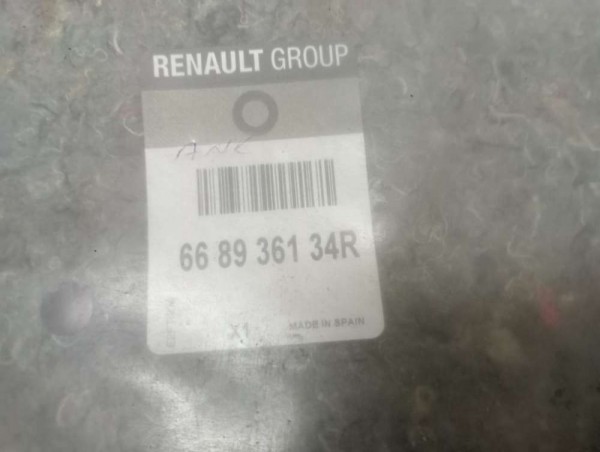 RENAULT GROUP
66 89 361 34R
X1 MADE IN SPAIN